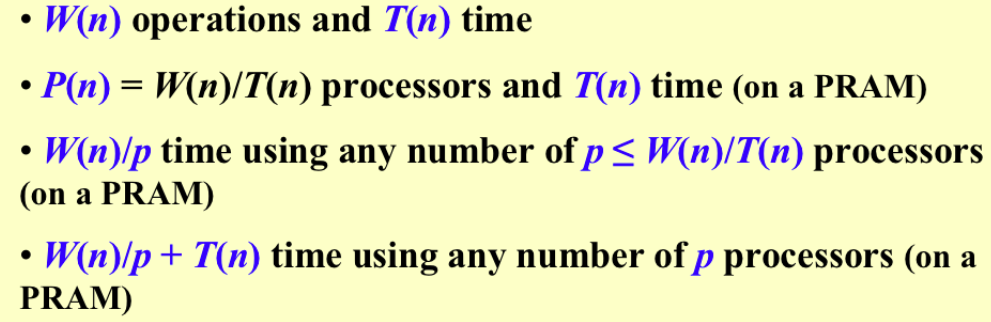 • W(n) operations and T(n) time
• P(n) = W(n)/T(n) processors and T(n) time (on a PRAM)
• W(n)/p time using any number of p ≤ W(n)/T(n) processors
(on a PRAM)
• W(n)/p + T(n) time using any number of p processors (on a
PRAM)